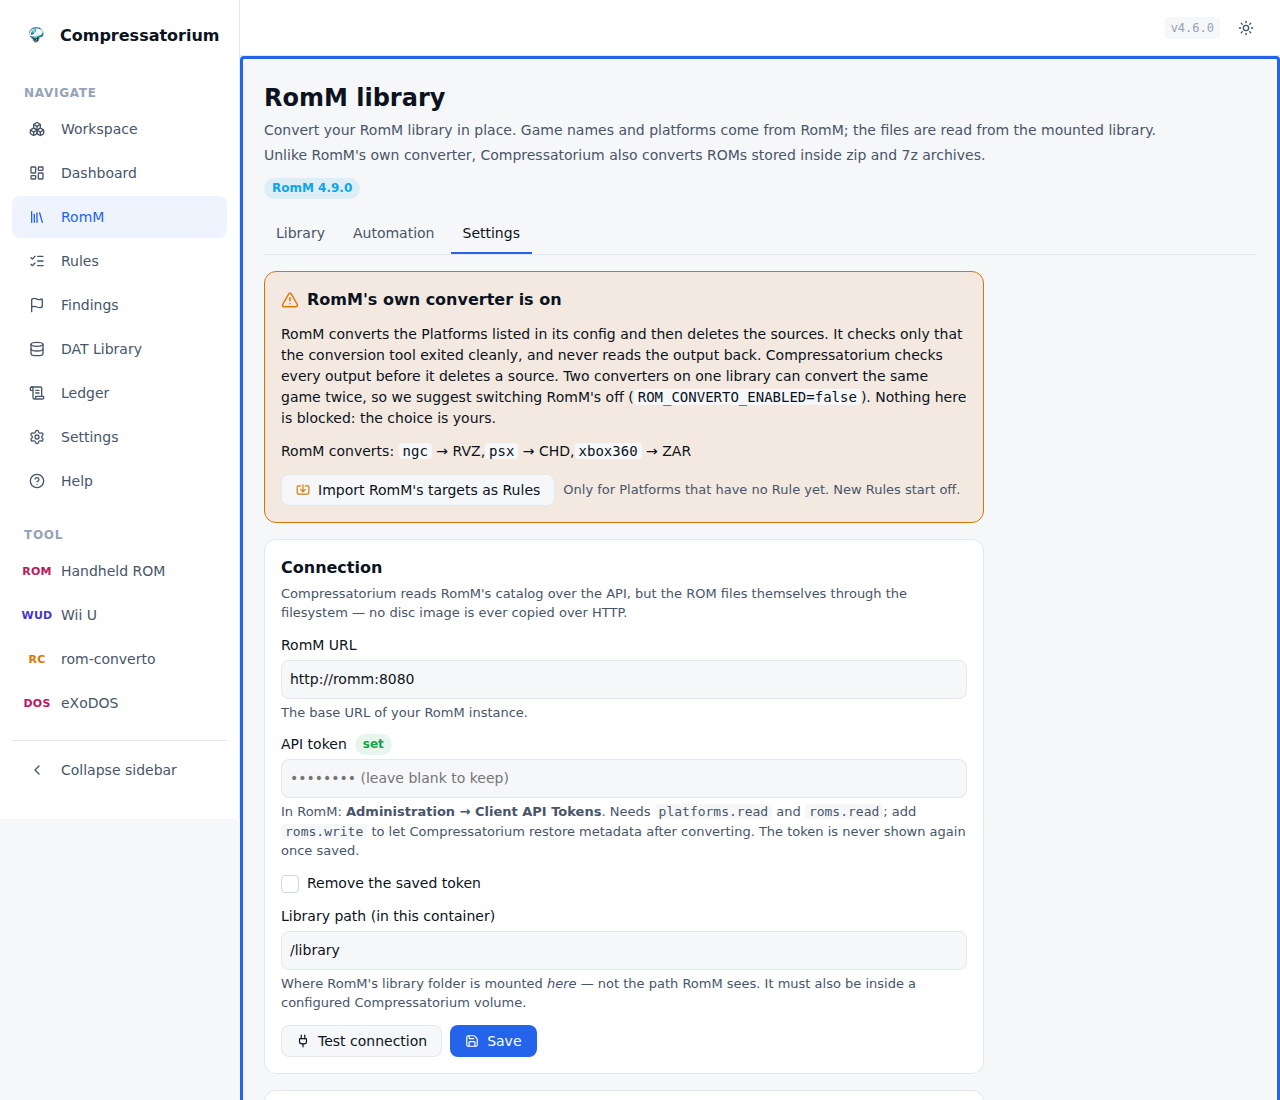 Compressatorium
v4.6.0
NAVIGATE
Workspace
Dashboard
RomM
Rules
Findings
DAT Library
Ledger
Settings
Help
TOOL
ROM Handheld ROM
WUD Wii U
RC rom-converto
DOS eXoDOS
Collapse sidebar
RomM library
Convert your RomM library in place. Game names and platforms come from RomM; the files are read from the mounted library.
Unlike RomM's own converter, Compressatorium also converts ROMs stored inside zip and 7z archives.
RomM 4.9.0
Library Automation Settings
RomM's own converter is on
RomM converts the Platforms listed in its config and then deletes the sources. It checks only that
the conversion tool exited cleanly, and never reads the output back. Compressatorium checks
every output before it deletes a source. Two converters on one library can convert the same
game twice, so we suggest switching RomM's off ( ROM_CONVERTO_ENABLED=false ). Nothing here
is blocked: the choice is yours.
RomM converts: ngc → RVZ, psx → CHD, xbox360 → ZAR
Import RomM's targets as Rules Only for Platforms that have no Rule yet. New Rules start off.
Connection
Compressatorium reads RomM's catalog over the API, but the ROM files themselves through the
filesystem — no disc image is ever copied over HTTP.
RomM URL
http://romm:8080
The base URL of your RomM instance.
API token set
•••••••• (leave blank to keep)
In RomM: Administration → Client API Tokens. Needs platforms.read and roms.read ; add
roms.write to let Compressatorium restore metadata after converting. The token is never shown again
once saved.
Remove the saved token
Library path (in this container)
/library
Where RomM's library folder is mounted here — not the path RomM sees. It must also be inside a
configured Compressatorium volume.
Test connection Save